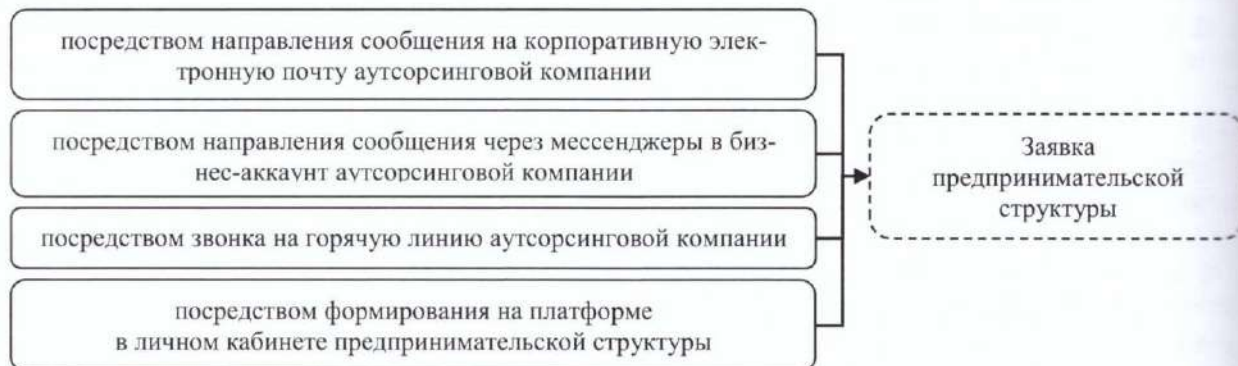 посредством направления сообщения на корпоративную элек-
тронную почту аутсорсинговой компании
посредством направления сообщения через мессенджеры в биз-
нес-аккаунт аутсорсинговой компании
посредством звонка на горячую линию аутсорсинговой компании
посредством формирования на платформе
в личном кабинете предпринимательской структуры
Заявка
предпринимательской
структуры